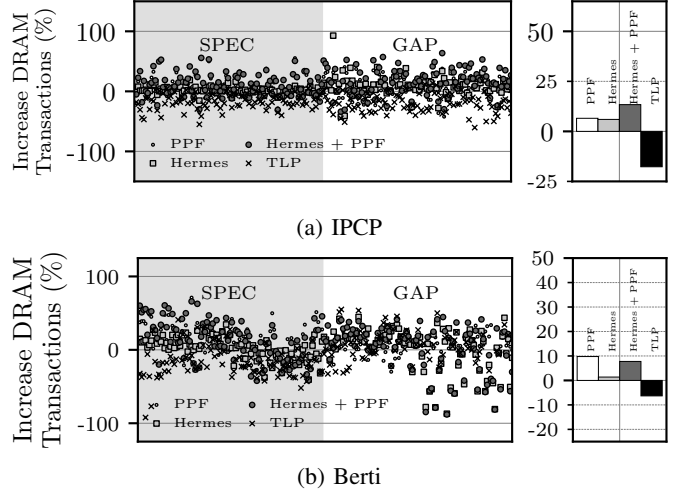 Increase DRAM
Transactions (%)
100
0
-100
SPEC
GAP
PPF
Hermes + PPF
Hermes
TLP
50
25
0
-25
PPF
Hermes
Hermes + PPF
TLP
(a) IPCP
Increase DRAM
Transactions (%)
100
0
-100
SPEC
GAP
PPF
Hermes + PPF
Hermes
TLP
50
40
30
20
10
0
-10
-20
PPF
Hermes
Hermes + PPF
TLP
(b) Berti